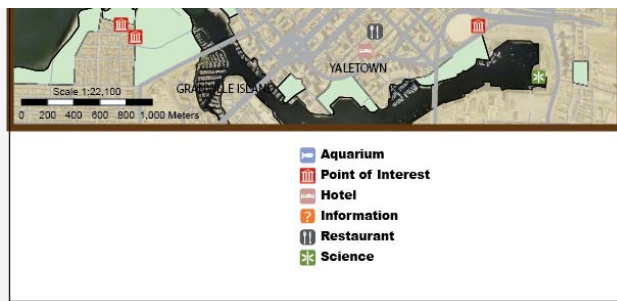 YALETOWN
GRANVILLE ISLAND
Scale 1:22,100
0 200 400 600 800 1,000 Meters
Aquarium
Point of Interest
Hotel
? Information
Restaurant
Science